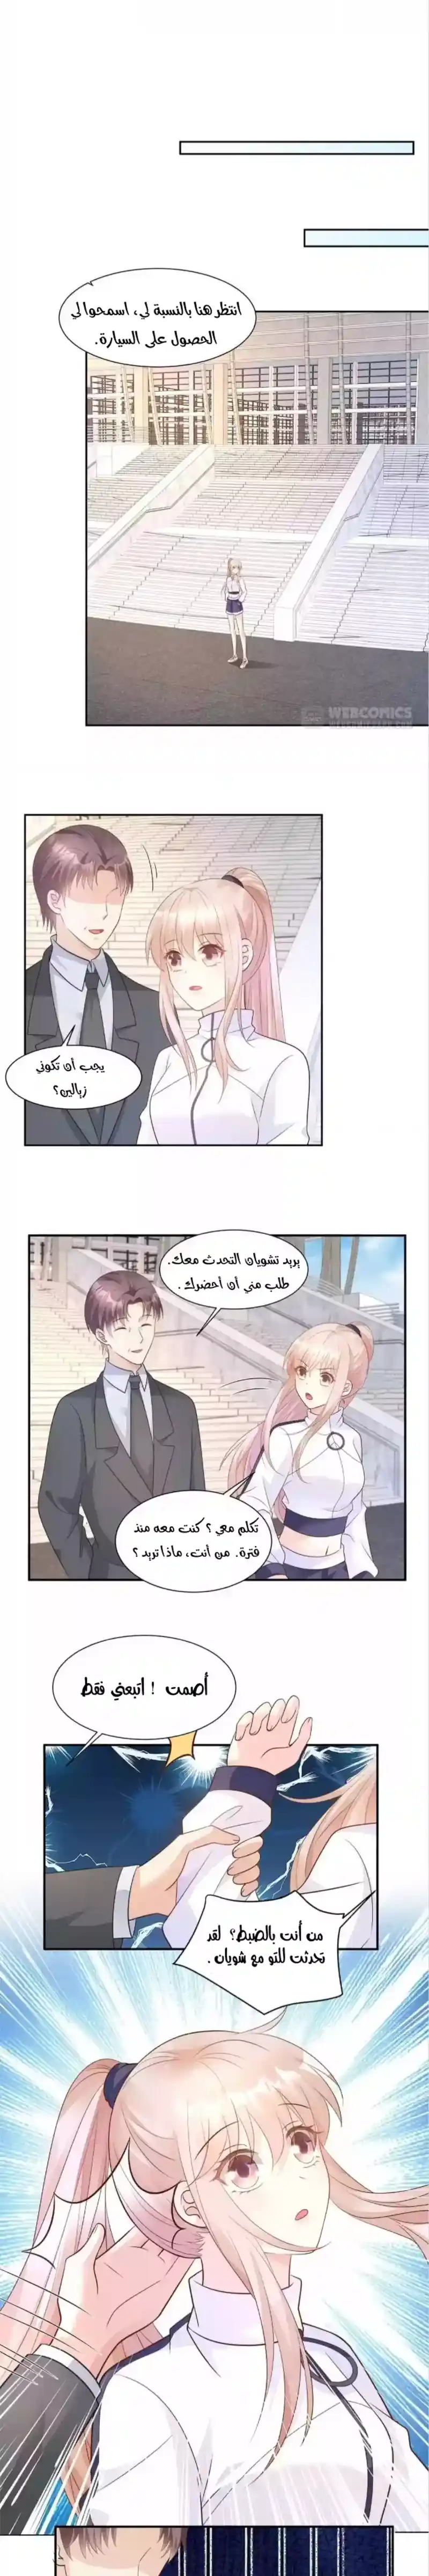 انتظر هنا بالنسبة لي، اسمحوا لي
الحصول على السيارة.
WEBCOMICS
يجب أن تكوني
زيالين؟
يريد تشويان التحدث معك.
طلب مني أن أحضرك.
تكلم معي؟ كنت معه منذ
فترة. من أنت، ماذا تريد؟
أصمت ! اتبعني فقط
من أنت بالضبط؟ لقد
تحدثت للتو مع شويان.